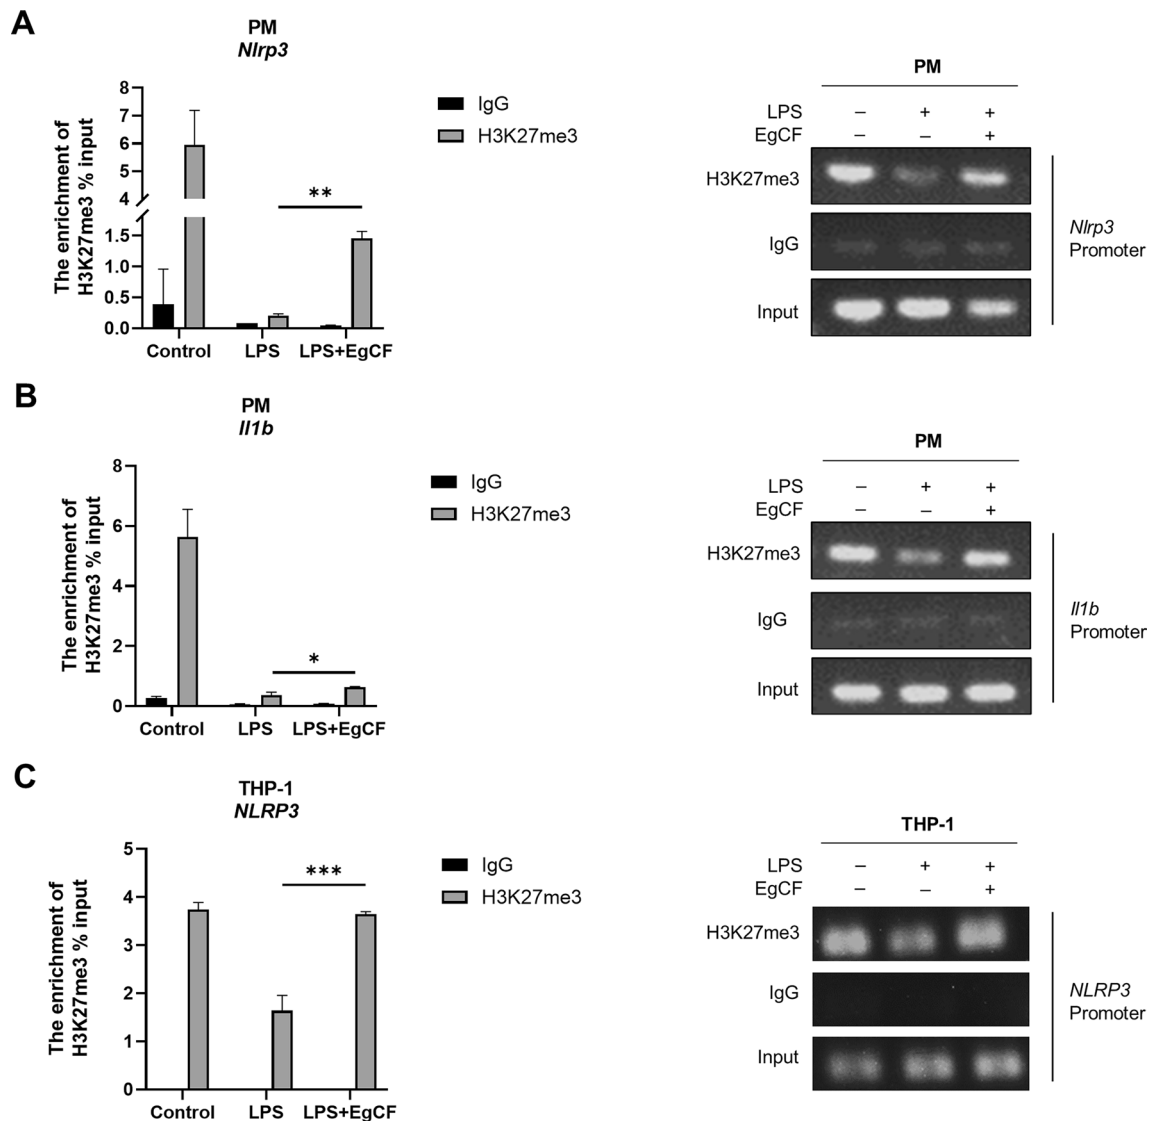 A
PM
Nlrp3
The enrichment of
H3K27me3 % input
8
7
6
5
4
1.5
1.0
0.5
0.0
Control
LPS
LPS+EgCF
**
IgG
H3K27me3
PM
LPS – + +
EgCF – – +
H3K27me3
IgG
Input
Nlrp3
Promoter
B
PM
Il1b
The enrichment of
H3K27me3 % input
8
6
4
2
0
Control
LPS
LPS+EgCF
*
IgG
H3K27me3
PM
LPS – + +
EgCF – – +
H3K27me3
IgG
Input
Il1b
Promoter
C
THP-1
NLRP3
The enrichment of
H3K27me3 % input
5
4
3
2
1
0
Control
LPS
LPS+EgCF
***
IgG
H3K27me3
THP-1
LPS – + +
EgCF – – +
H3K27me3
IgG
Input
NLRP3
Promoter